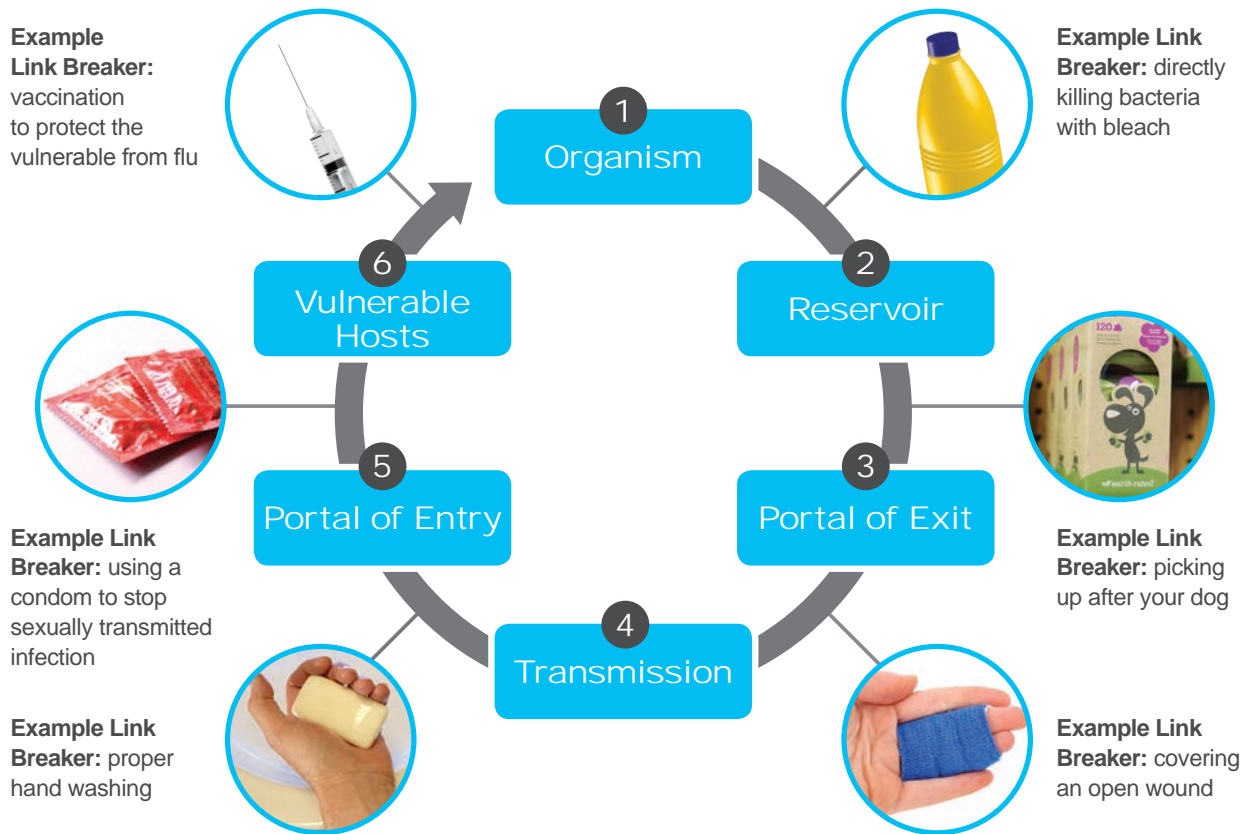 Example
Link Breaker:
vaccination
to protect the
vulnerable from flu
1
Organism
Example Link
Breaker: directly
killing bacteria
with bleach
6
Vulnerable
Hosts
2
Reservoir
120
earth rated
5
Portal of Entry
3
Portal of Exit
Example Link
Breaker: using a
condom to stop
sexually transmitted
infection
Example Link
Breaker: picking
up after your dog
4
Transmission
Example Link
Breaker: proper
hand washing
Example Link
Breaker: covering
an open wound